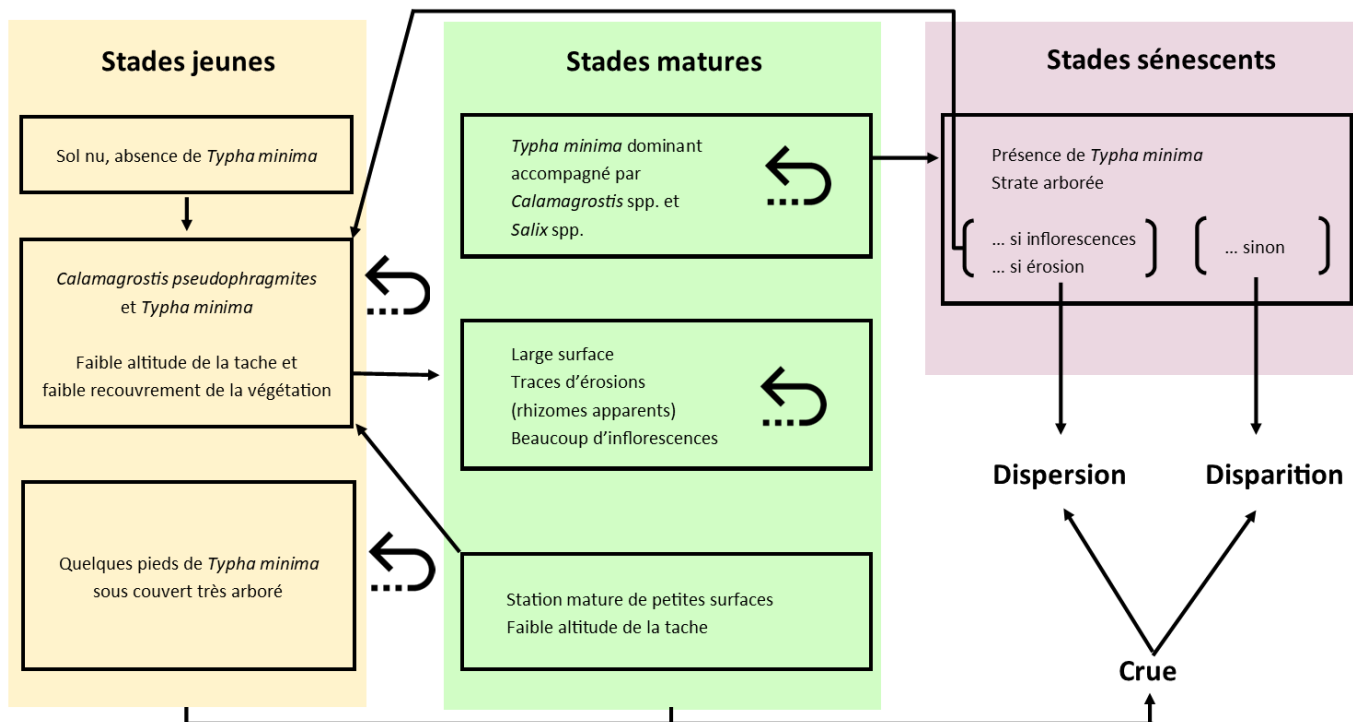 Stades jeunes
Sol nu, absence de Typha minima
Calamagrostis pseudophragmites
et Typha minima
Faible altitude de la tache et
faible recouvrement de la végétation
Quelques pieds de Typha minima
sous couvert très arboré
Stades matures
Typha minima dominant
accompagné par
Calamagrostis spp. et
Salix spp.
Large surface
Traces d’érosions
(rhizomes apparents)
Beaucoup d’inflorescences
Station mature de petites surfaces
Faible altitude de la tache
Stades sénescents
Présence de Typha minima
Strate arborée
... si inflorescences
... si érosion
... sinon
Dispersion
Disparition
Crue